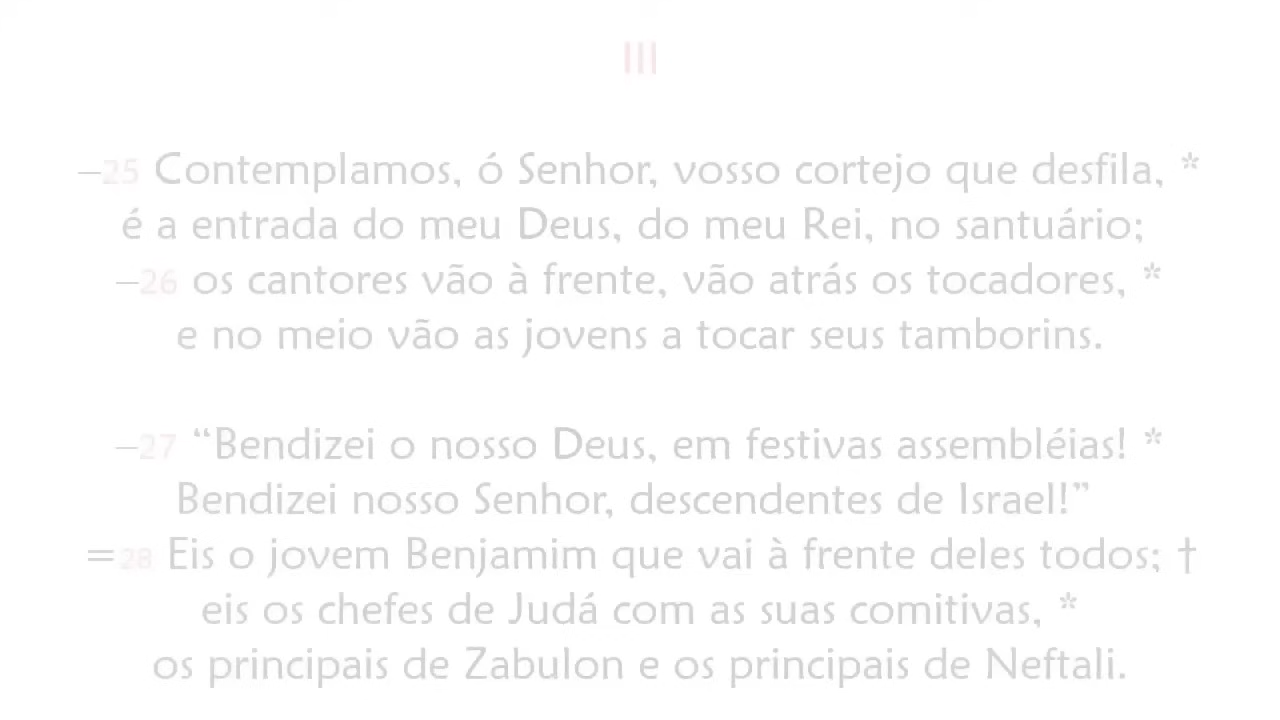 III
–25 Contemplamos, ó Senhor, vosso cortejo que desfila, *
é a entrada do meu Deus, do meu Rei, no santuário;
–26 os cantores vão à frente, vão atrás os tocadores, *
e no meio vão as jovens a tocar seus tamborins.
–27 “Bendizei o nosso Deus, em festivas assembléias! *
Bendizei nosso Senhor, descendentes de Israel!”
=28 Eis o jovem Benjamim que vai à frente deles todos; †
eis os chefes de Judá com as suas comitivas, *
os principais de Zabulon e os principais de Neftali.